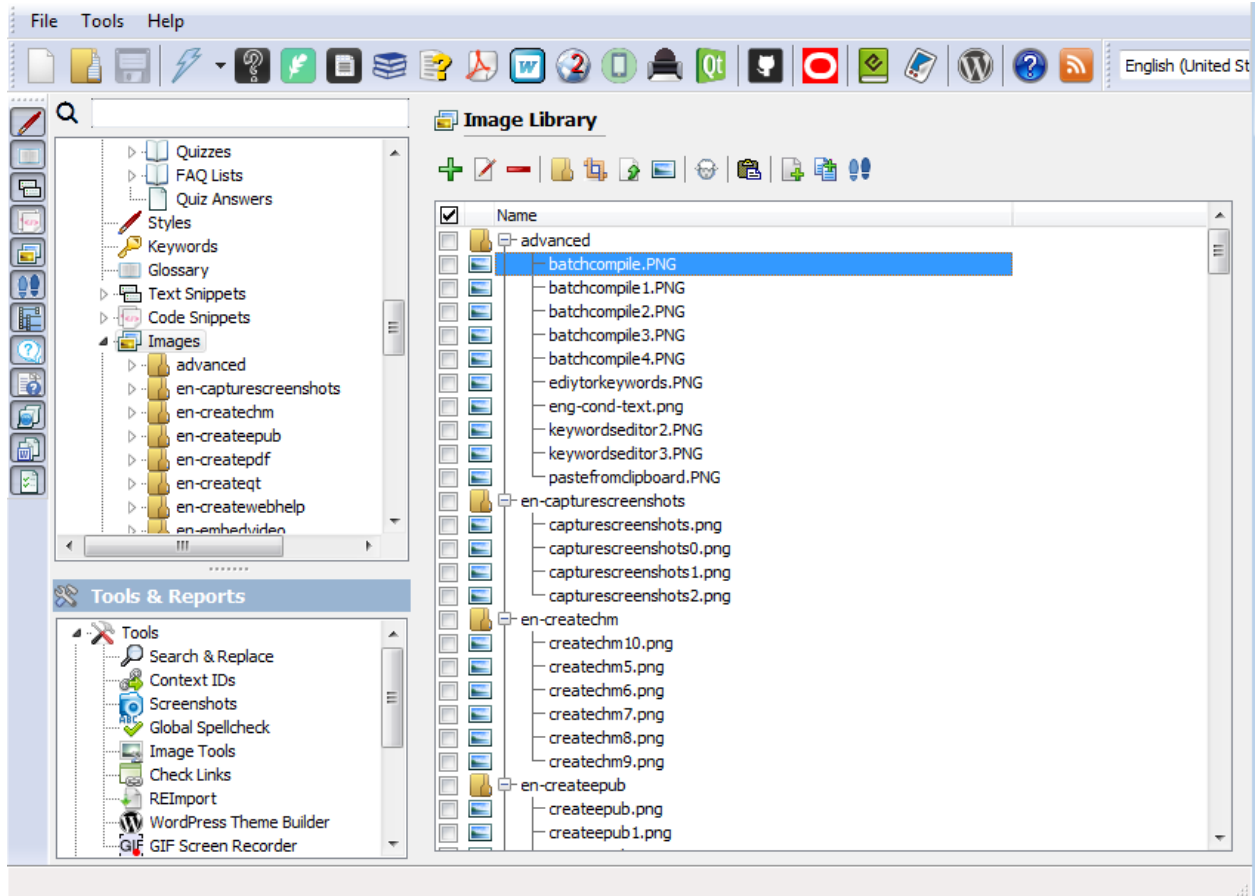 File Tools Help
English (United St
Quizzes
FAQ Lists
Quiz Answers
Styles
Keywords
Glossary
Text Snippets
Code Snippets
Images
advanced
en-capturescreenshots
en-createchm
en-createepub
en-createpdf
en-createqt
en-createwebhelp
en-embedvideo
Tools & Reports
Tools
Search & Replace
Context IDs
Screenshots
ABC
Global Spellcheck
Image Tools
Check Links
REImport
WordPress Theme Builder
GIF
GIF Screen Recorder
Image Library
Name
advanced
batchcompile.PNG
batchcompile1.PNG
batchcompile2.PNG
batchcompile3.PNG
batchcompile4.PNG
ediytorkeywords.PNG
eng-cond-text.png
keywordseditor2.PNG
keywordseditor3.PNG
pastefromclipboard.PNG
en-capturescreenshots
capturescreenshots.png
capturescreenshots0.png
capturescreenshots1.png
capturescreenshots2.png
en-createchm
createchm10.png
createchm5.png
createchm6.png
createchm7.png
createchm8.png
createchm9.png
en-createepub
createepub.png
createepub1.png